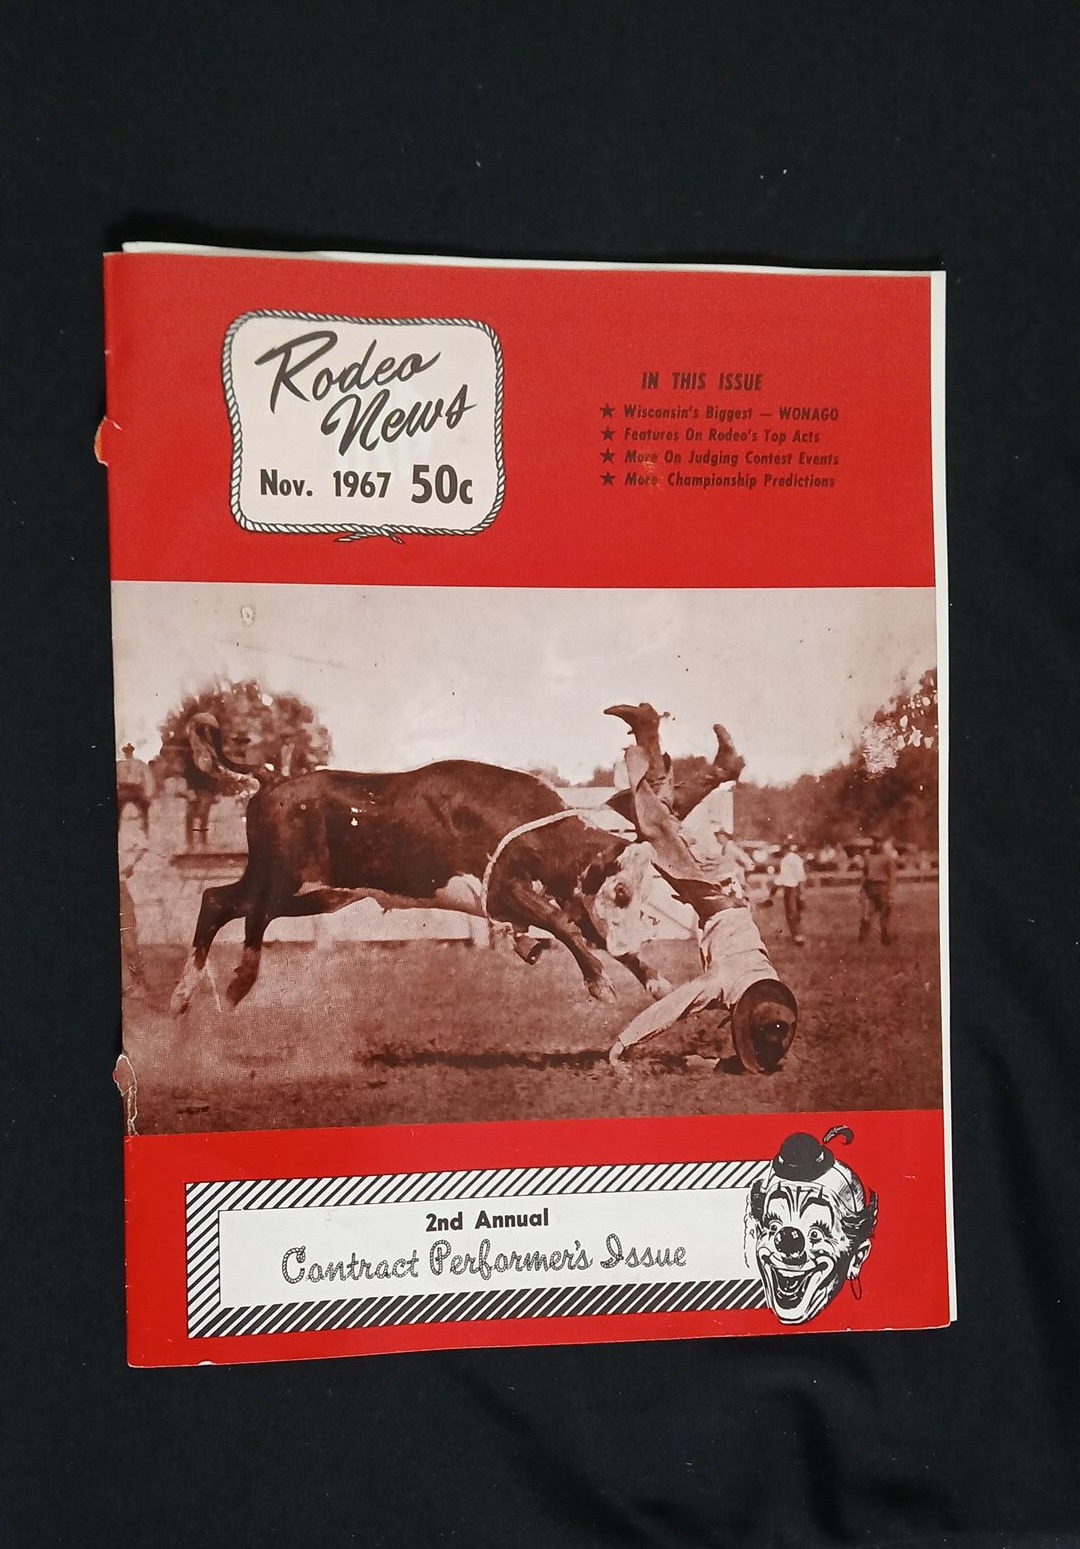 Rodeo
News
Nov. 1967 50c
IN THIS ISSUE
★ Wisconsin's Biggest — WONAGO
★ Features On Rodeo's Top Acts
★ More On Judging Contest Events
★ More Championship Predictions
2nd Annual
Contract Performer's Issue